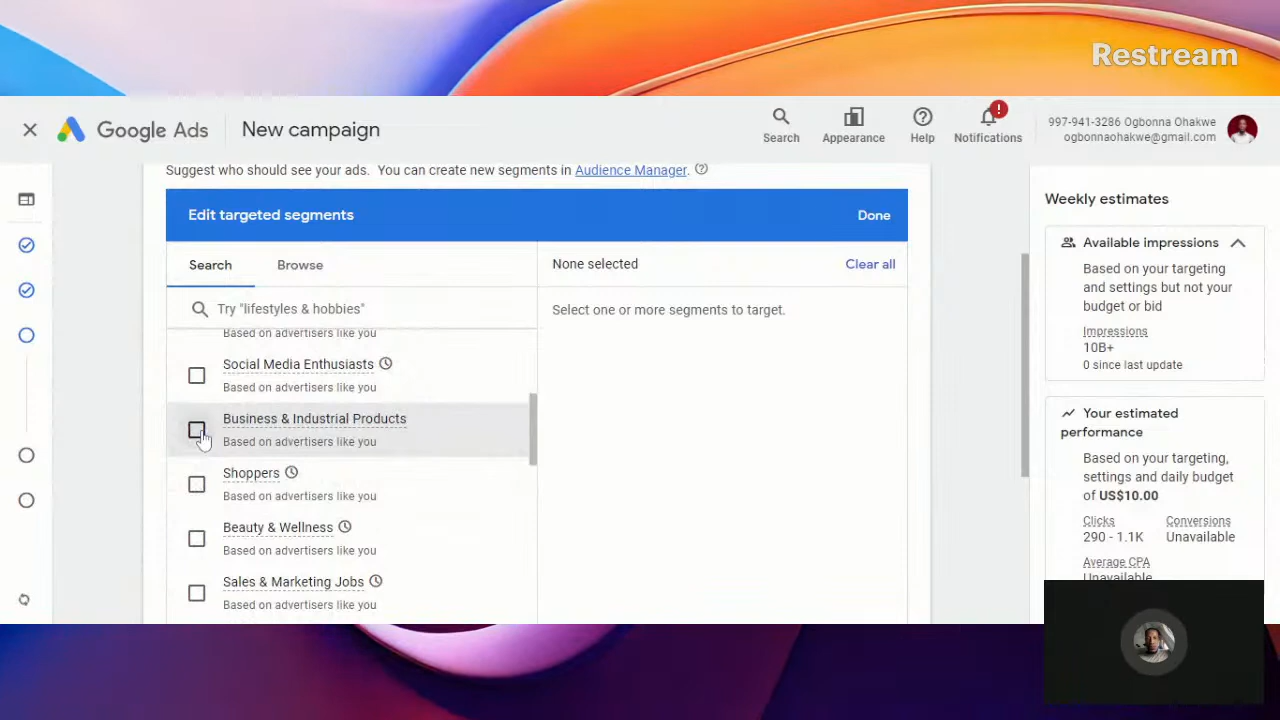 Restream
Google Ads
New campaign
Search
Appearance
Help
!
Notifications
997-941-3286 Ogbonna Ohakwe
ogbonnaohakwe@gmail.com
Suggest who should see your ads. You can create new segments in Audience Manager.
Edit targeted segments
Done
Search
Browse
None selected
Clear all
Try "lifestyles & hobbies"
Select one or more segments to target.
Based on advertisers like you
Social Media Enthusiasts
Based on advertisers like you
Business & Industrial Products
Based on advertisers like you
Shoppers
Based on advertisers like you
Beauty & Wellness
Based on advertisers like you
Sales & Marketing Jobs
Based on advertisers like you
Weekly estimates
Available impressions
Based on your targeting
and settings but not your
budget or bid
Impressions
10B+
0 since last update
Your estimated
performance
Based on your targeting,
settings and daily budget
of US$10.00
Clicks
Conversions
290 - 1.1K
Unavailable
Average CPA
Unavailable